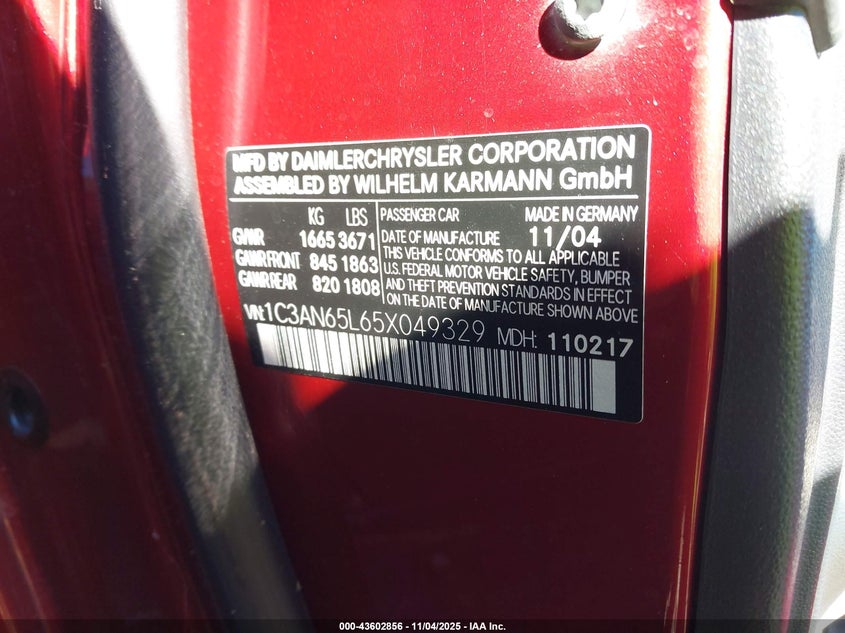 MFD BY DAIMLERCHRYSLER CORPORATION
ASSEMBLED BY WILHELM KARMANN GmbH
KG LBS
GVWR 1665 3671
GAWR FRONT 845 1863
GAWR REAR 820 1808
PASSENGER CAR MADE IN GERMANY
DATE OF MANUFACTURE 11/04
THIS VEHICLE CONFORMS TO ALL APPLICABLE
U.S. FEDERAL MOTOR VEHICLE SAFETY, BUMPER
AND THEFT PREVENTION STANDARDS IN EFFECT
ON THE DATE OF MANUFACTURE SHOWN ABOVE
VIN: 1C3AN65L65X049329 MDH: 110217
000-43602856 - 11/04/2025 - IAA Inc.